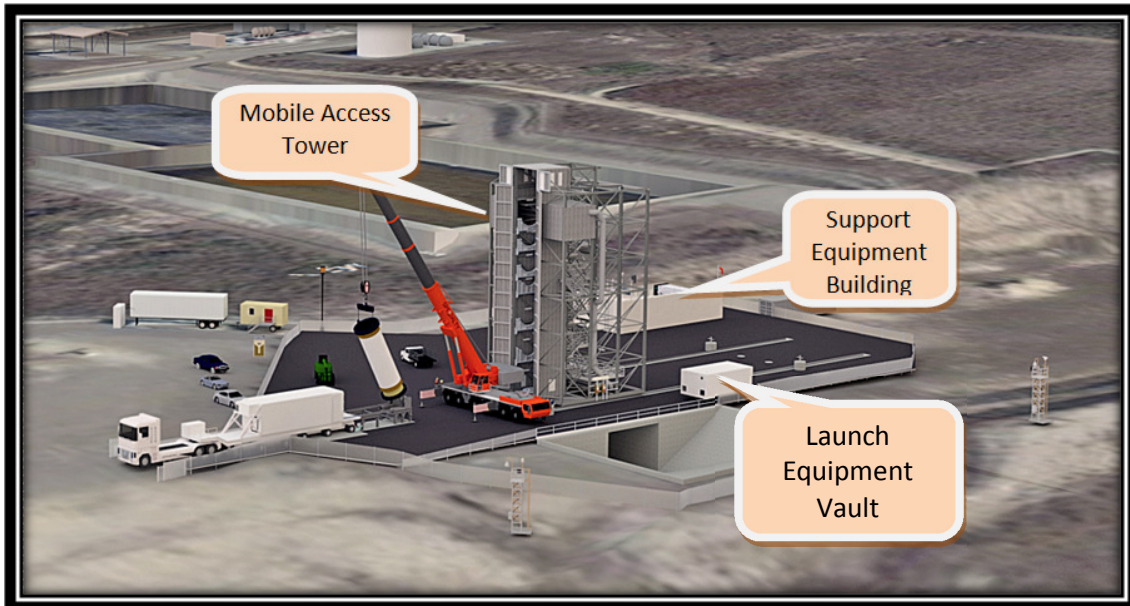 Mobile Access
Tower
Support
Equipment
Building
Launch
Equipment
Vault